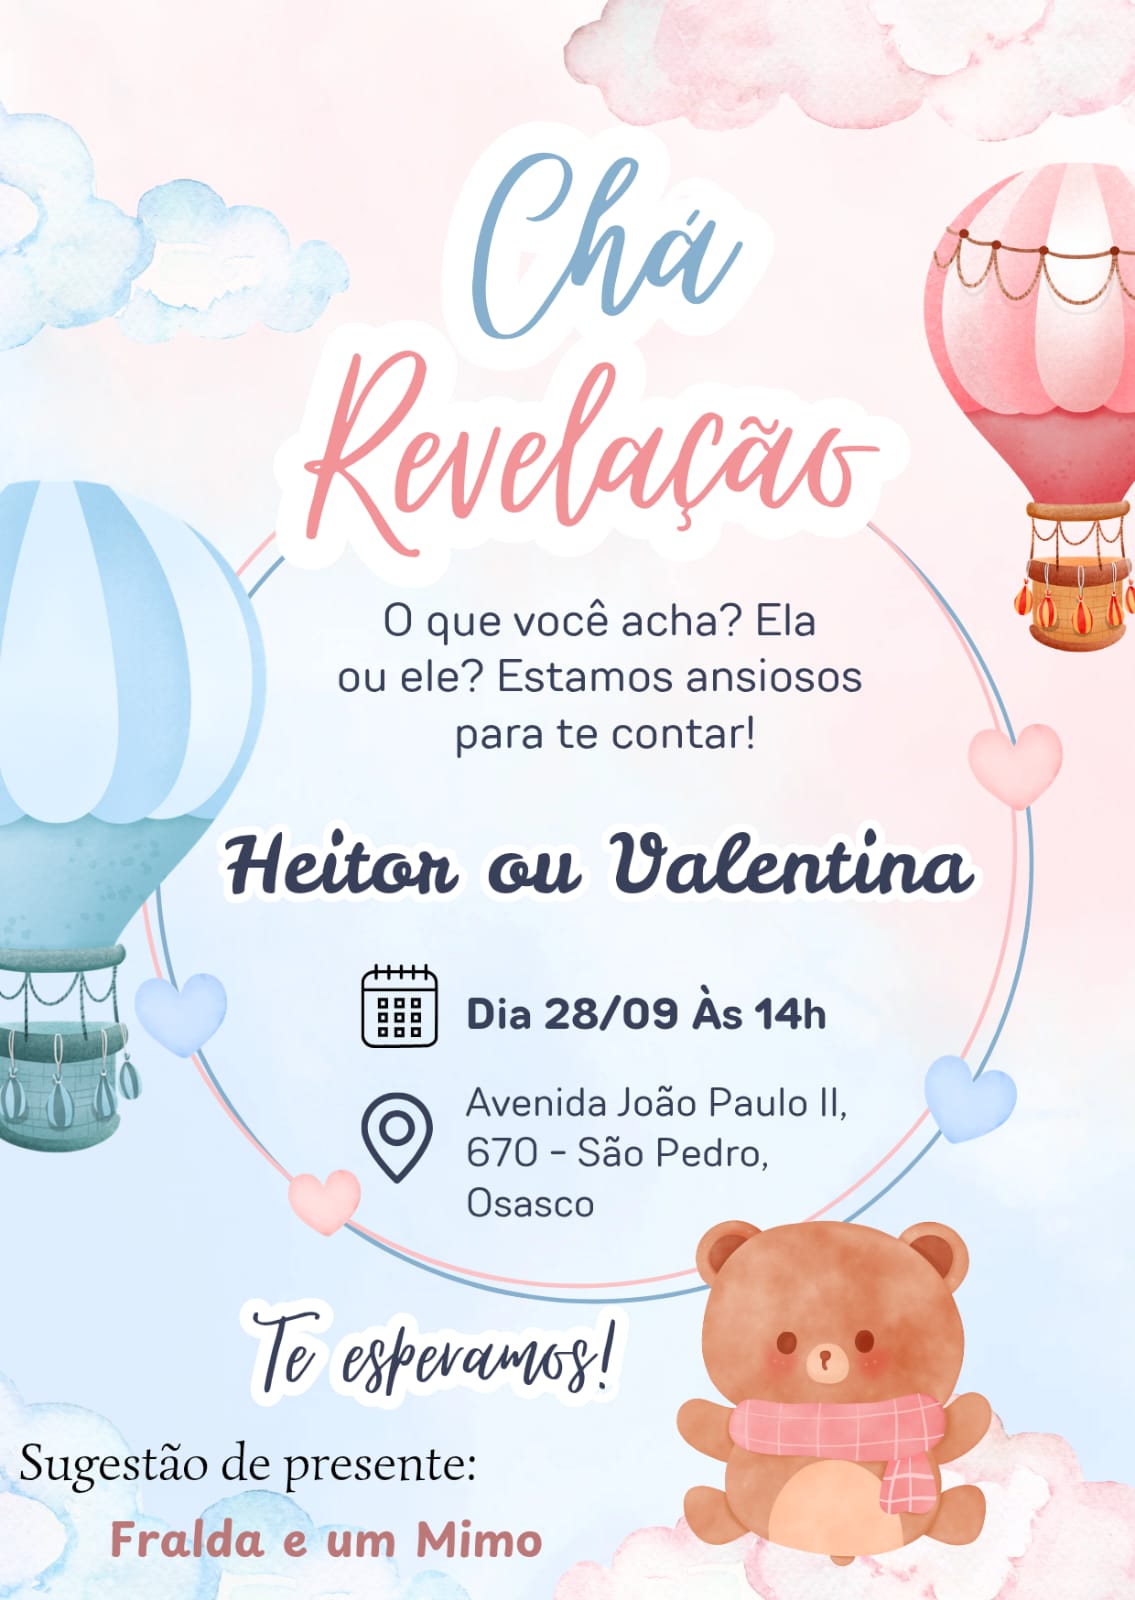 Chá
Revelação
O que você acha? Ela
ou ele? Estamos ansiosos
para te contar!
Heitor ou Valentina
Dia 28/09 Às 14h
Avenida João Paulo II,
670 - São Pedro,
Osasco
Te esperamos!
Sugestão de presente:
Fralda e um Mimo